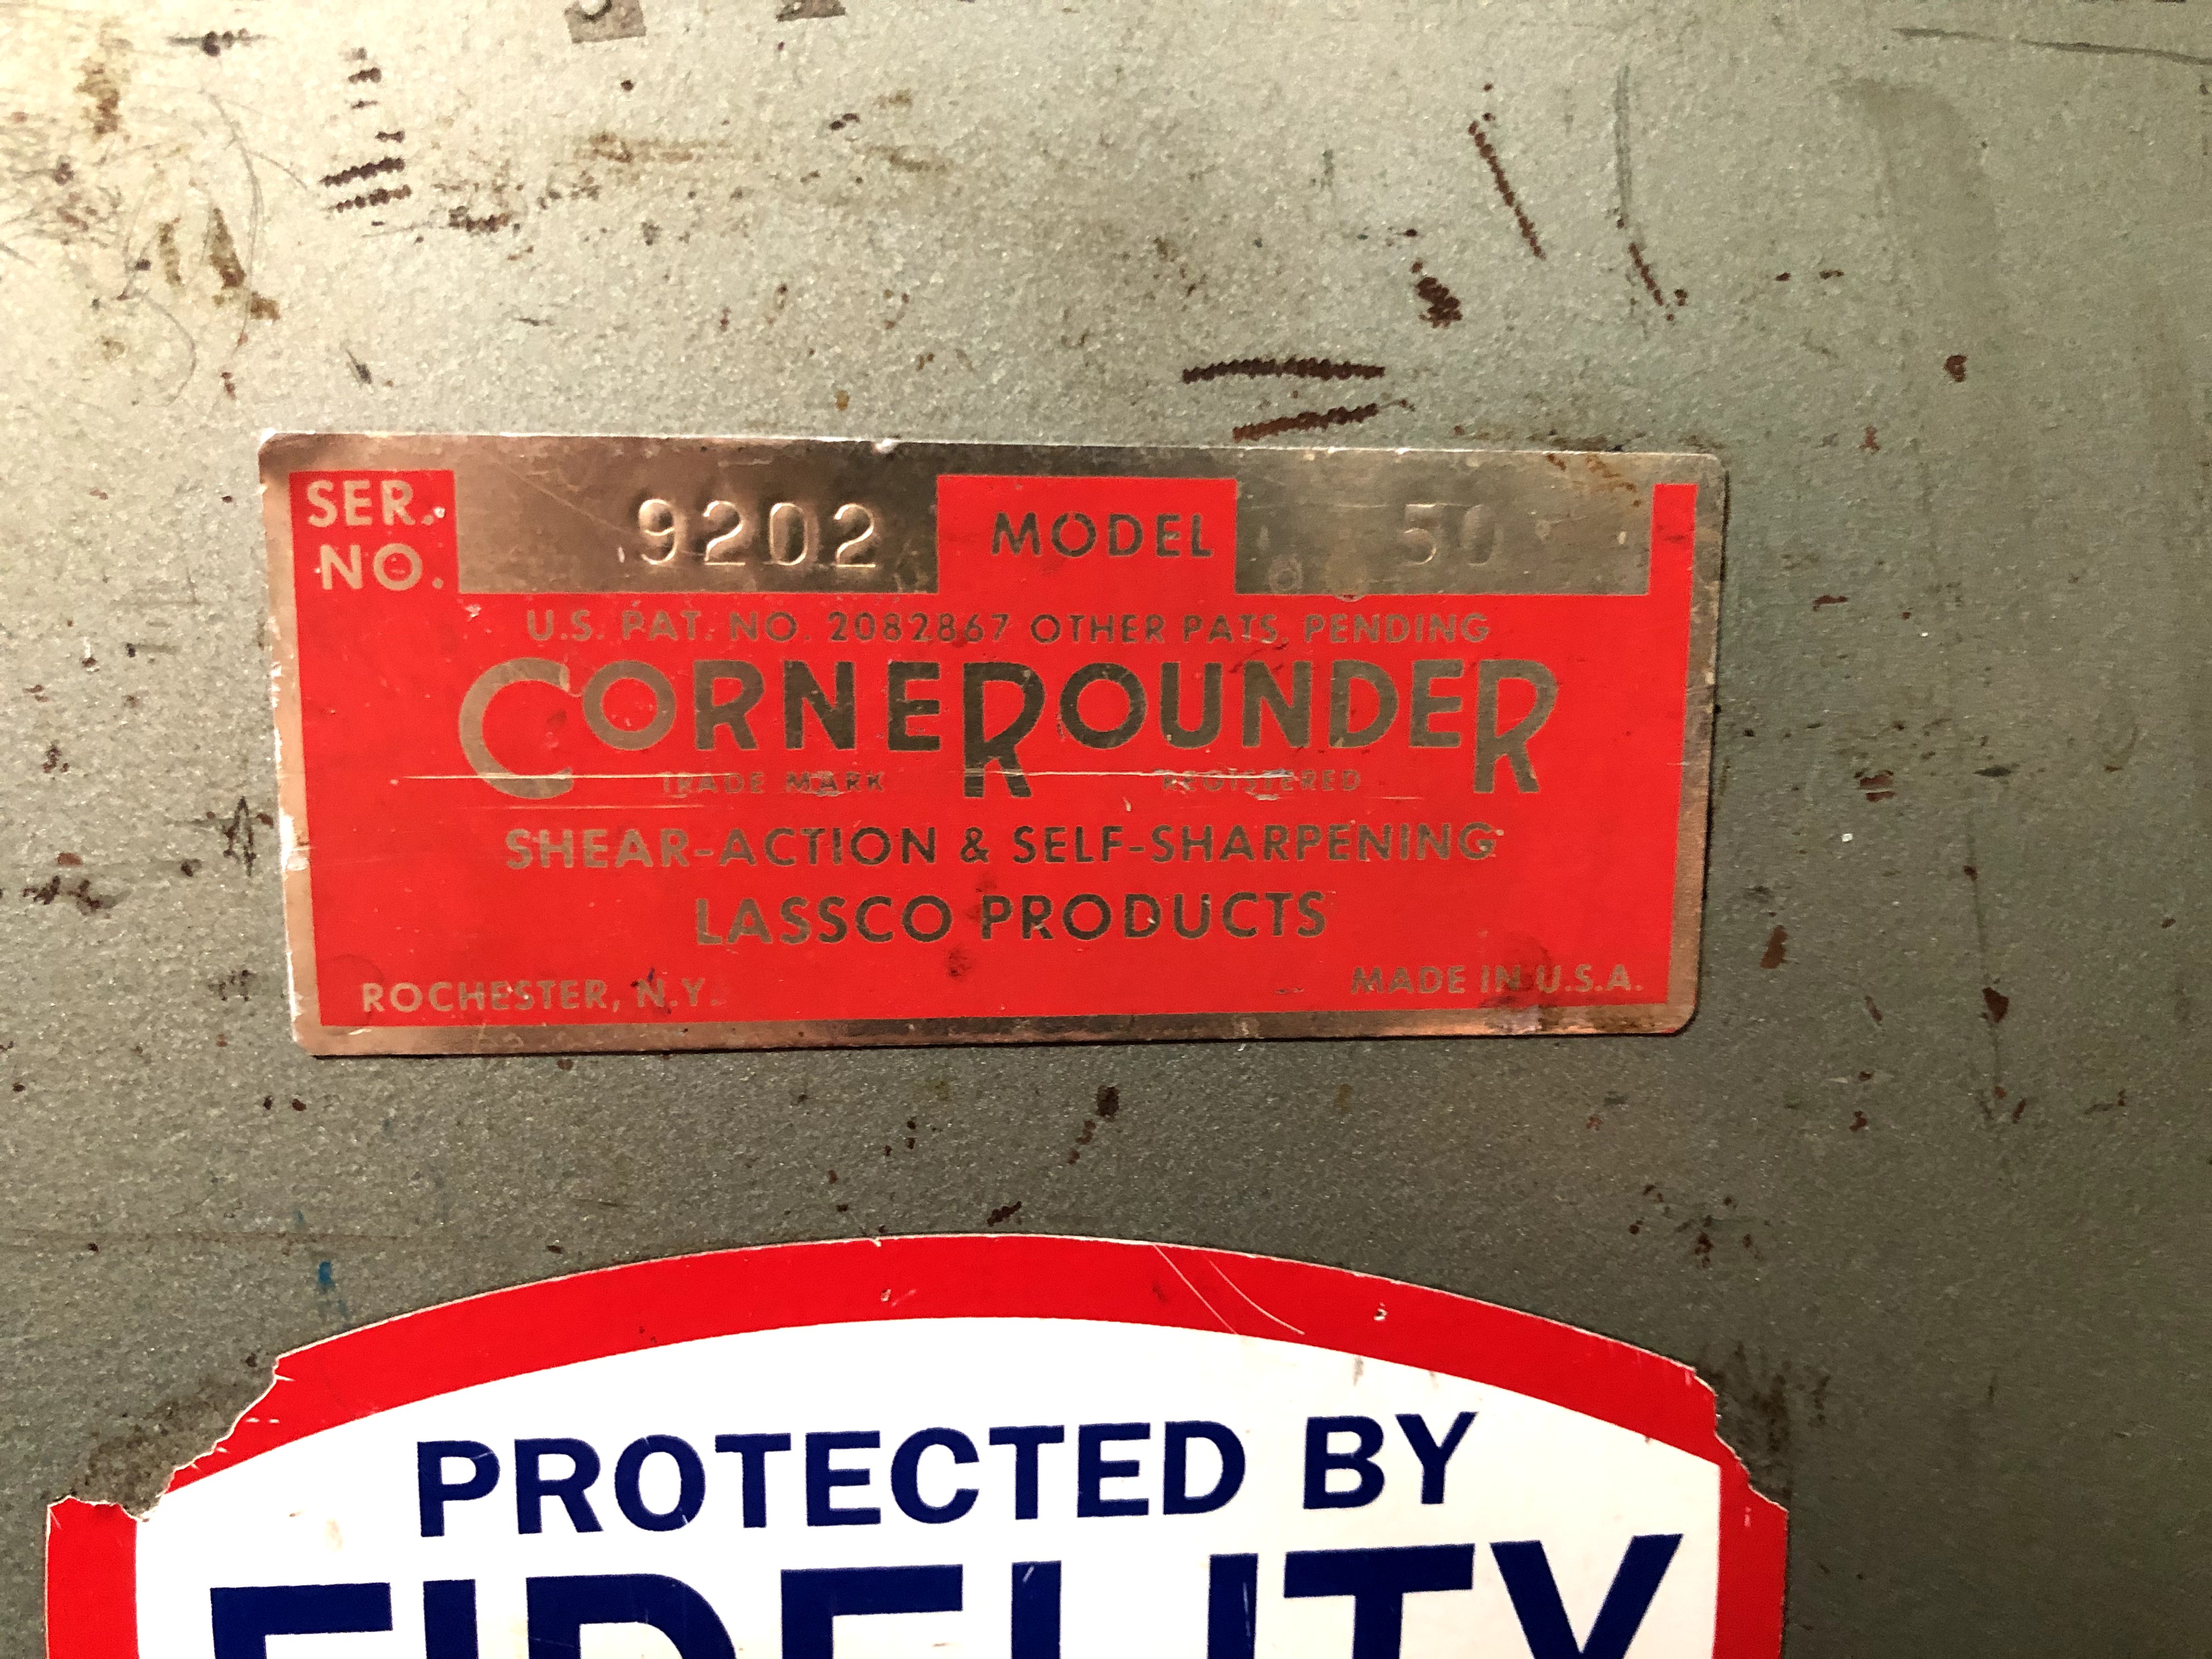 SER. NO. 9202 MODEL 50
U.S. PAT. NO. 2082867 OTHER PATS. PENDING
CORNEROUNDER
TRADE MARK REGISTERED
SHEAR-ACTION & SELF-SHARPENING
LASSCO PRODUCTS
ROCHESTER, N.Y. MADE IN U.S.A.
PROTECTED BY
FIDELITY